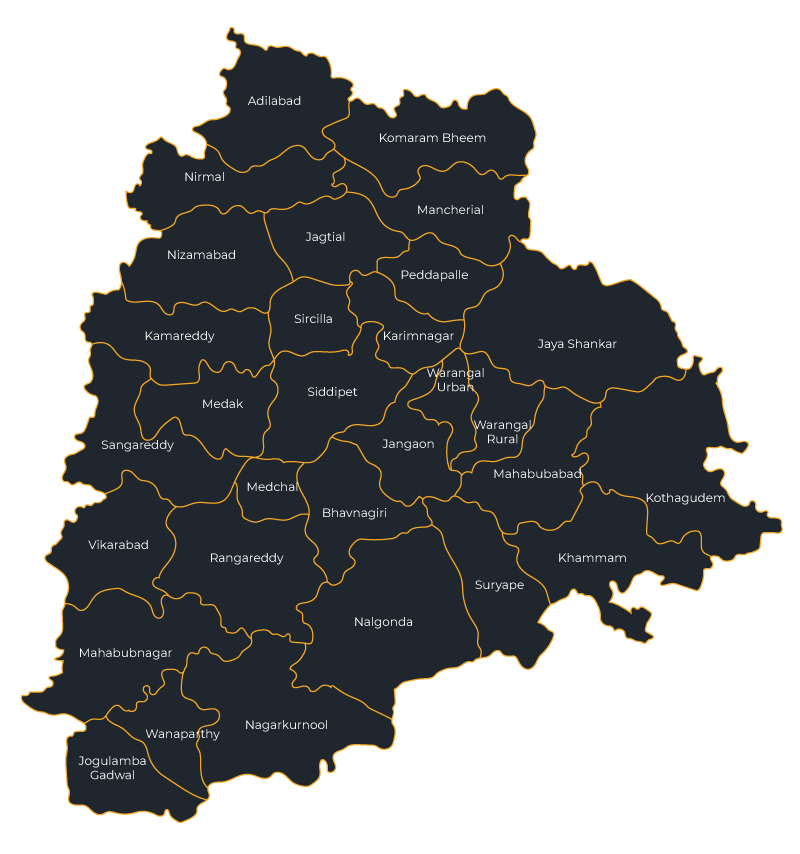 Adilabad
Komaram Bheem
Nirmal
Mancherial
Jagtial
Nizamabad
Peddapalle
Sircilla
Kamareddy
Karimnagar
Jaya Shankar
Warangal
Urban
Siddipet
Medak
Warangal
Rural
Sangareddy
Jangaon
Mahabubabad
Medchal
Kothagudem
Bhavnagiri
Vikarabad
Rangareddy
Khammam
Suryape
Nalgonda
Mahabubnagar
Nagarkurnool
Wanaparthy
Jogulamba
Gadwal